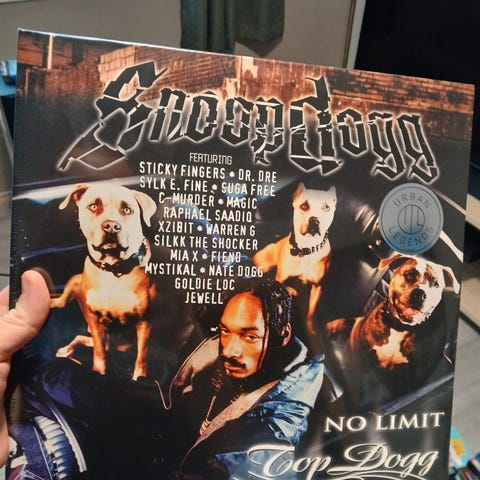 Snoop Dogg
FEATURING
STICKY FINGERS * DR. DRE
SYLK E. FINE * SUGA FREE
C-MURDER * MAGIC
RAPHAEL SAADIQ
XZIBIT * WARREN G
SILKK THE SHOCKER
MIA X * FIEND
MYSTIKAL * NATE DOGG
GOLDIE LOC
JEWELL
URBAN
LEGENDS
NO LIMIT
Top Dogg